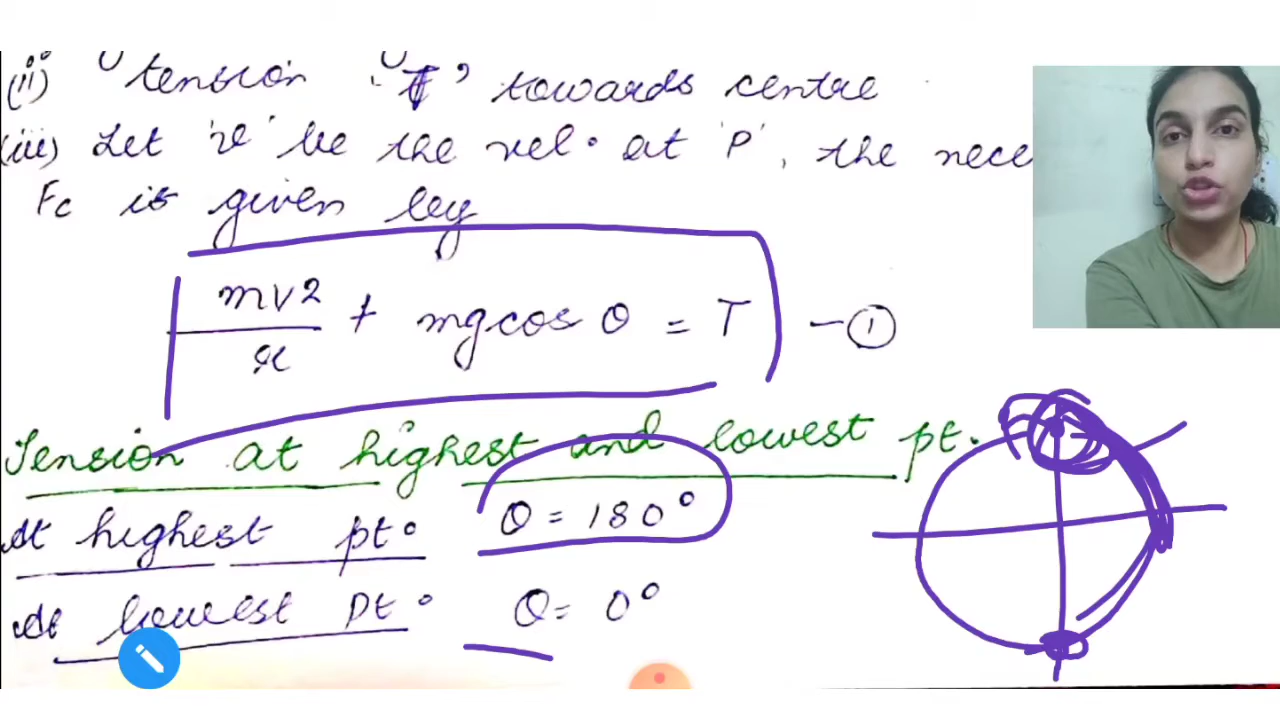 (ii) tension 'T' towards centre
(iii) Let 'v' be the vel. at 'P', the nece
Fc is given by
mv2/r + mg cos θ = T —①
Tension at highest and lowest pt.
At highest pt. θ = 180°
At lowest Pt. θ = 0°